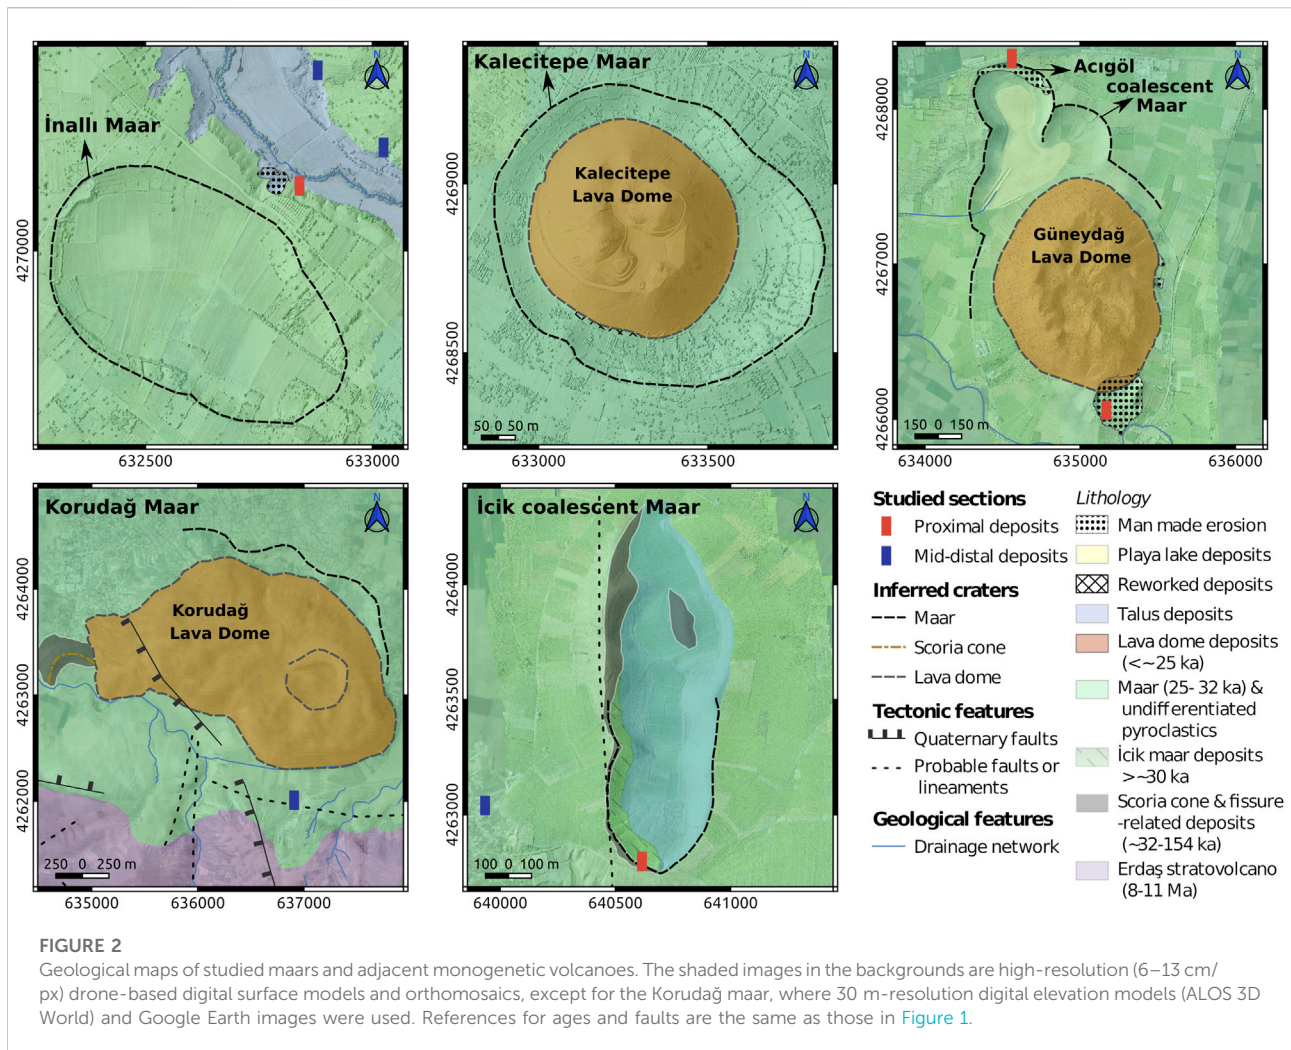 İnallı Maar
N
4270000
632500
633000
Kalecitepe Maar
N
Kalecitepe
Lava Dome
4269000
4268500
50 0 50 m
633000
633500
Acıgöl
coalescent
Maar
N
Güneydağ
Lava Dome
4268000
4267000
4266000
150 0 150 m
634000
635000
636000
Korudağ Maar
N
Korudağ
Lava Dome
4264000
4263000
4262000
250 0 250 m
635000
636000
637000
İcik coalescent Maar
N
4264000
4263500
4263000
100 0 100 m
640000
640500
641000
Studied sections
Proximal deposits
Mid-distal deposits
Inferred craters
Maar
Scoria cone
Lava dome
Tectonic features
Quaternary faults
Probable faults or
lineaments
Geological features
Drainage network
Lithology
Man made erosion
Playa lake deposits
Reworked deposits
Talus deposits
Lava dome deposits
(<~25 ka)
Maar (25- 32 ka) &
undifferentiated
pyroclastics
İcik maar deposits
>~30 ka
Scoria cone & fissure
-related deposits
(~32-154 ka)
Erdaş stratovolcano
(8-11 Ma)
FIGURE 2
Geological maps of studied maars and adjacent monogenetic volcanoes. The shaded images in the backgrounds are high-resolution (6–13 cm/
px) drone-based digital surface models and orthomosaics, except for the Korudağ maar, where 30 m-resolution digital elevation models (ALOS 3D
World) and Google Earth images were used. References for ages and faults are the same as those in Figure 1.